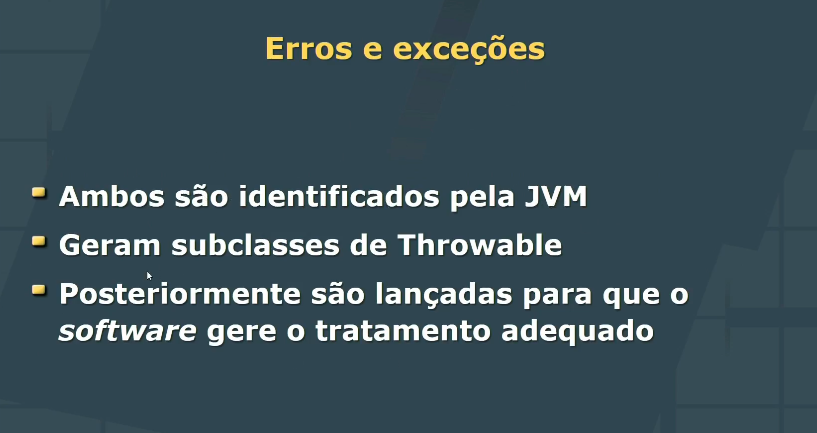 Erros e exceções
Ambos são identificados pela JVM
Geram subclasses de Throwable
Posteriormente são lançadas para que o
software gere o tratamento adequado